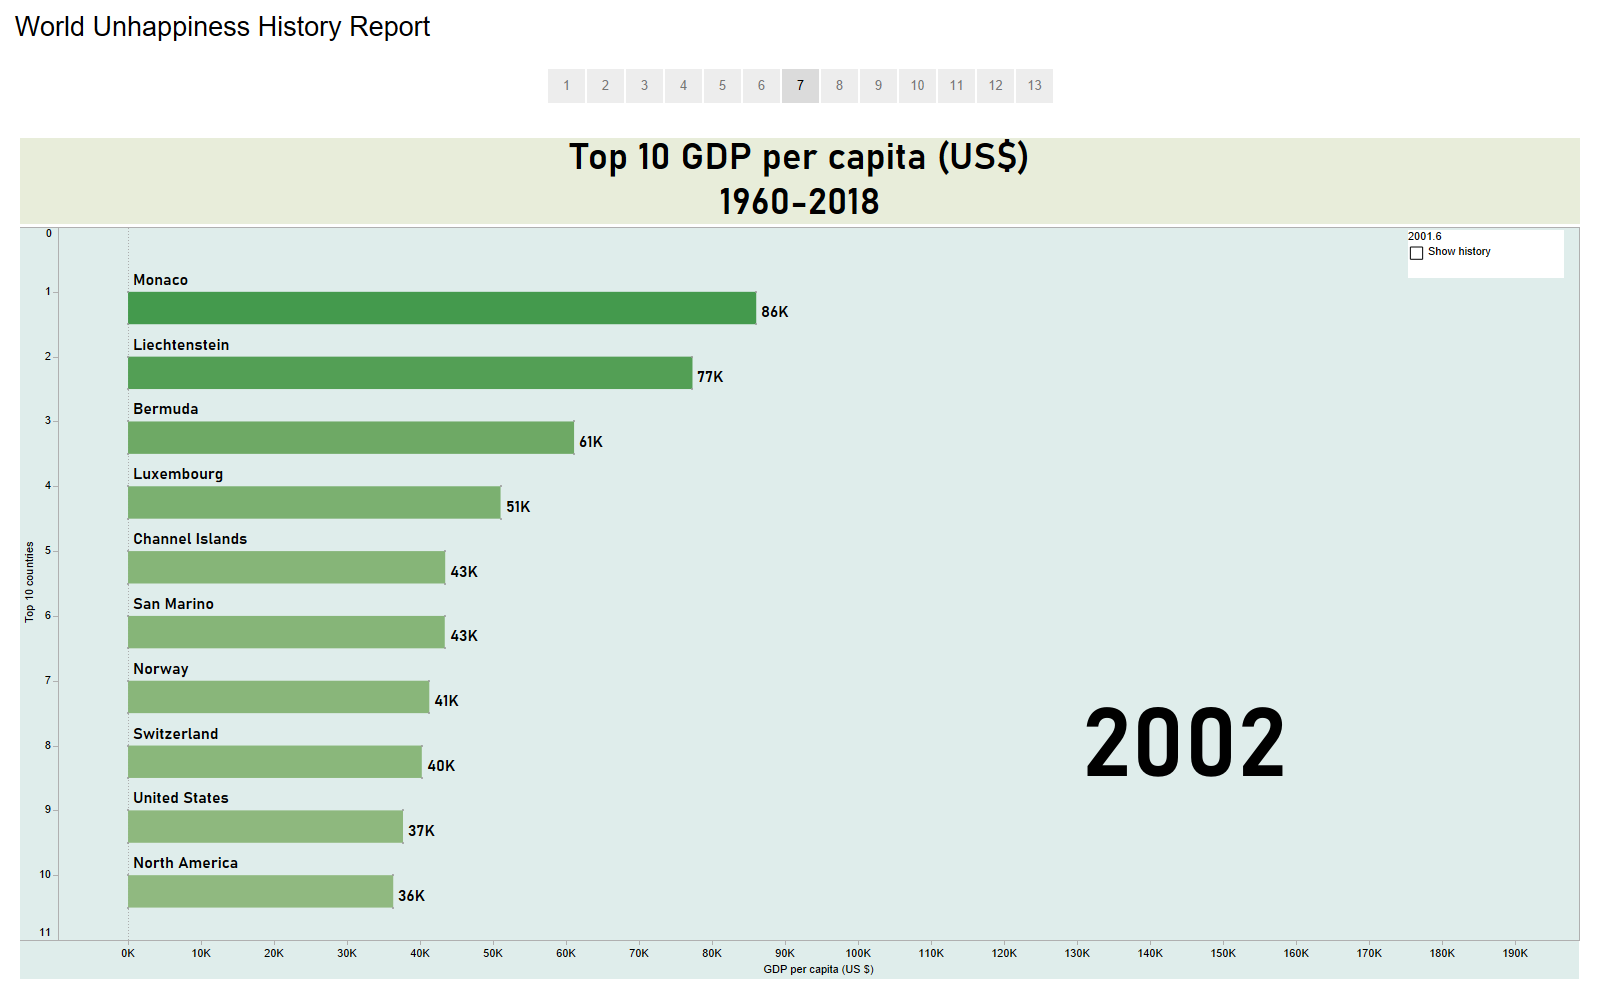 World Unhappiness History Report
1 2 3 4 5 6 7 8 9 10 11 12 13
Top 10 GDP per capita (US$)
1960-2018
2001.6
Show history
0
Monaco
1
86K
Liechtenstein
2
77K
Bermuda
3
61K
Luxembourg
4
51K
Channel Islands
5
43K
San Marino
6
43K
Norway
7
41K
Switzerland
8
40K
United States
9
37K
North America
10
36K
11
Top 10 countries
2002
0K 10K 20K 30K 40K 50K 60K 70K 80K 90K 100K 110K 120K 130K 140K 150K 160K 170K 180K 190K
GDP per capita (US $)